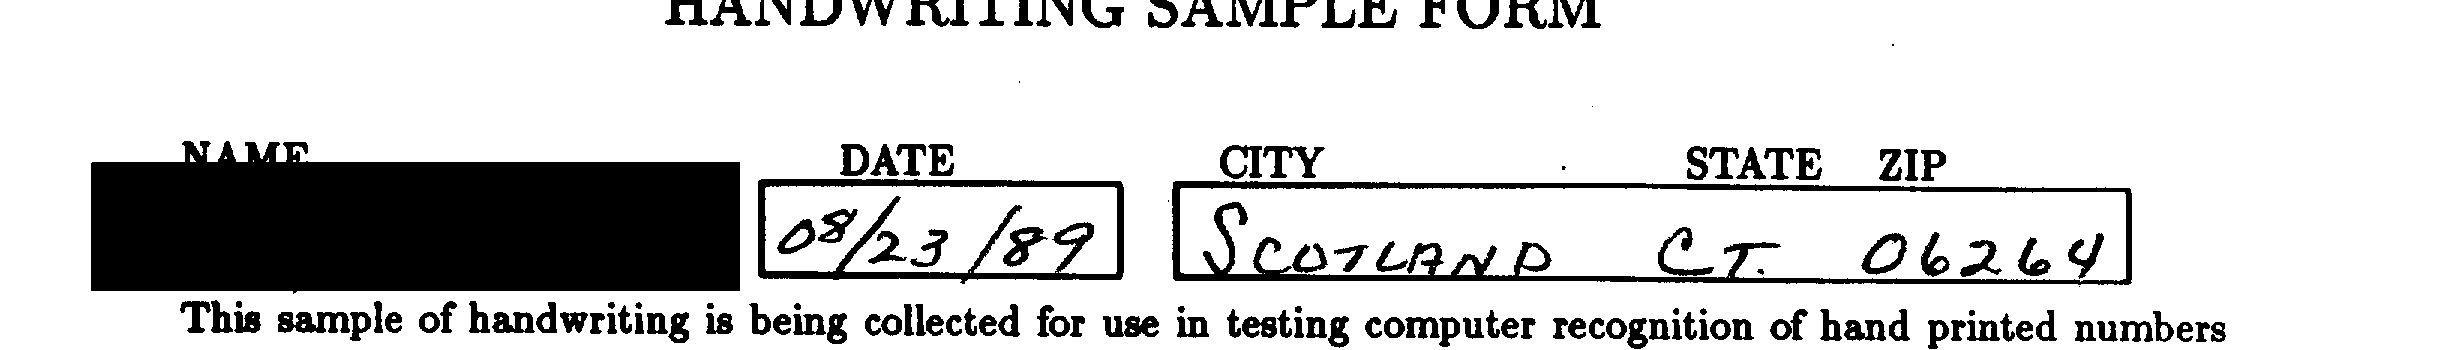 HANDWRITING SAMPLE FORM
NAME DATE CITY STATE ZIP
08/23/89 SCOTLAND CT. 06264
This sample of handwriting is being collected for use in testing computer recognition of hand printed numbers